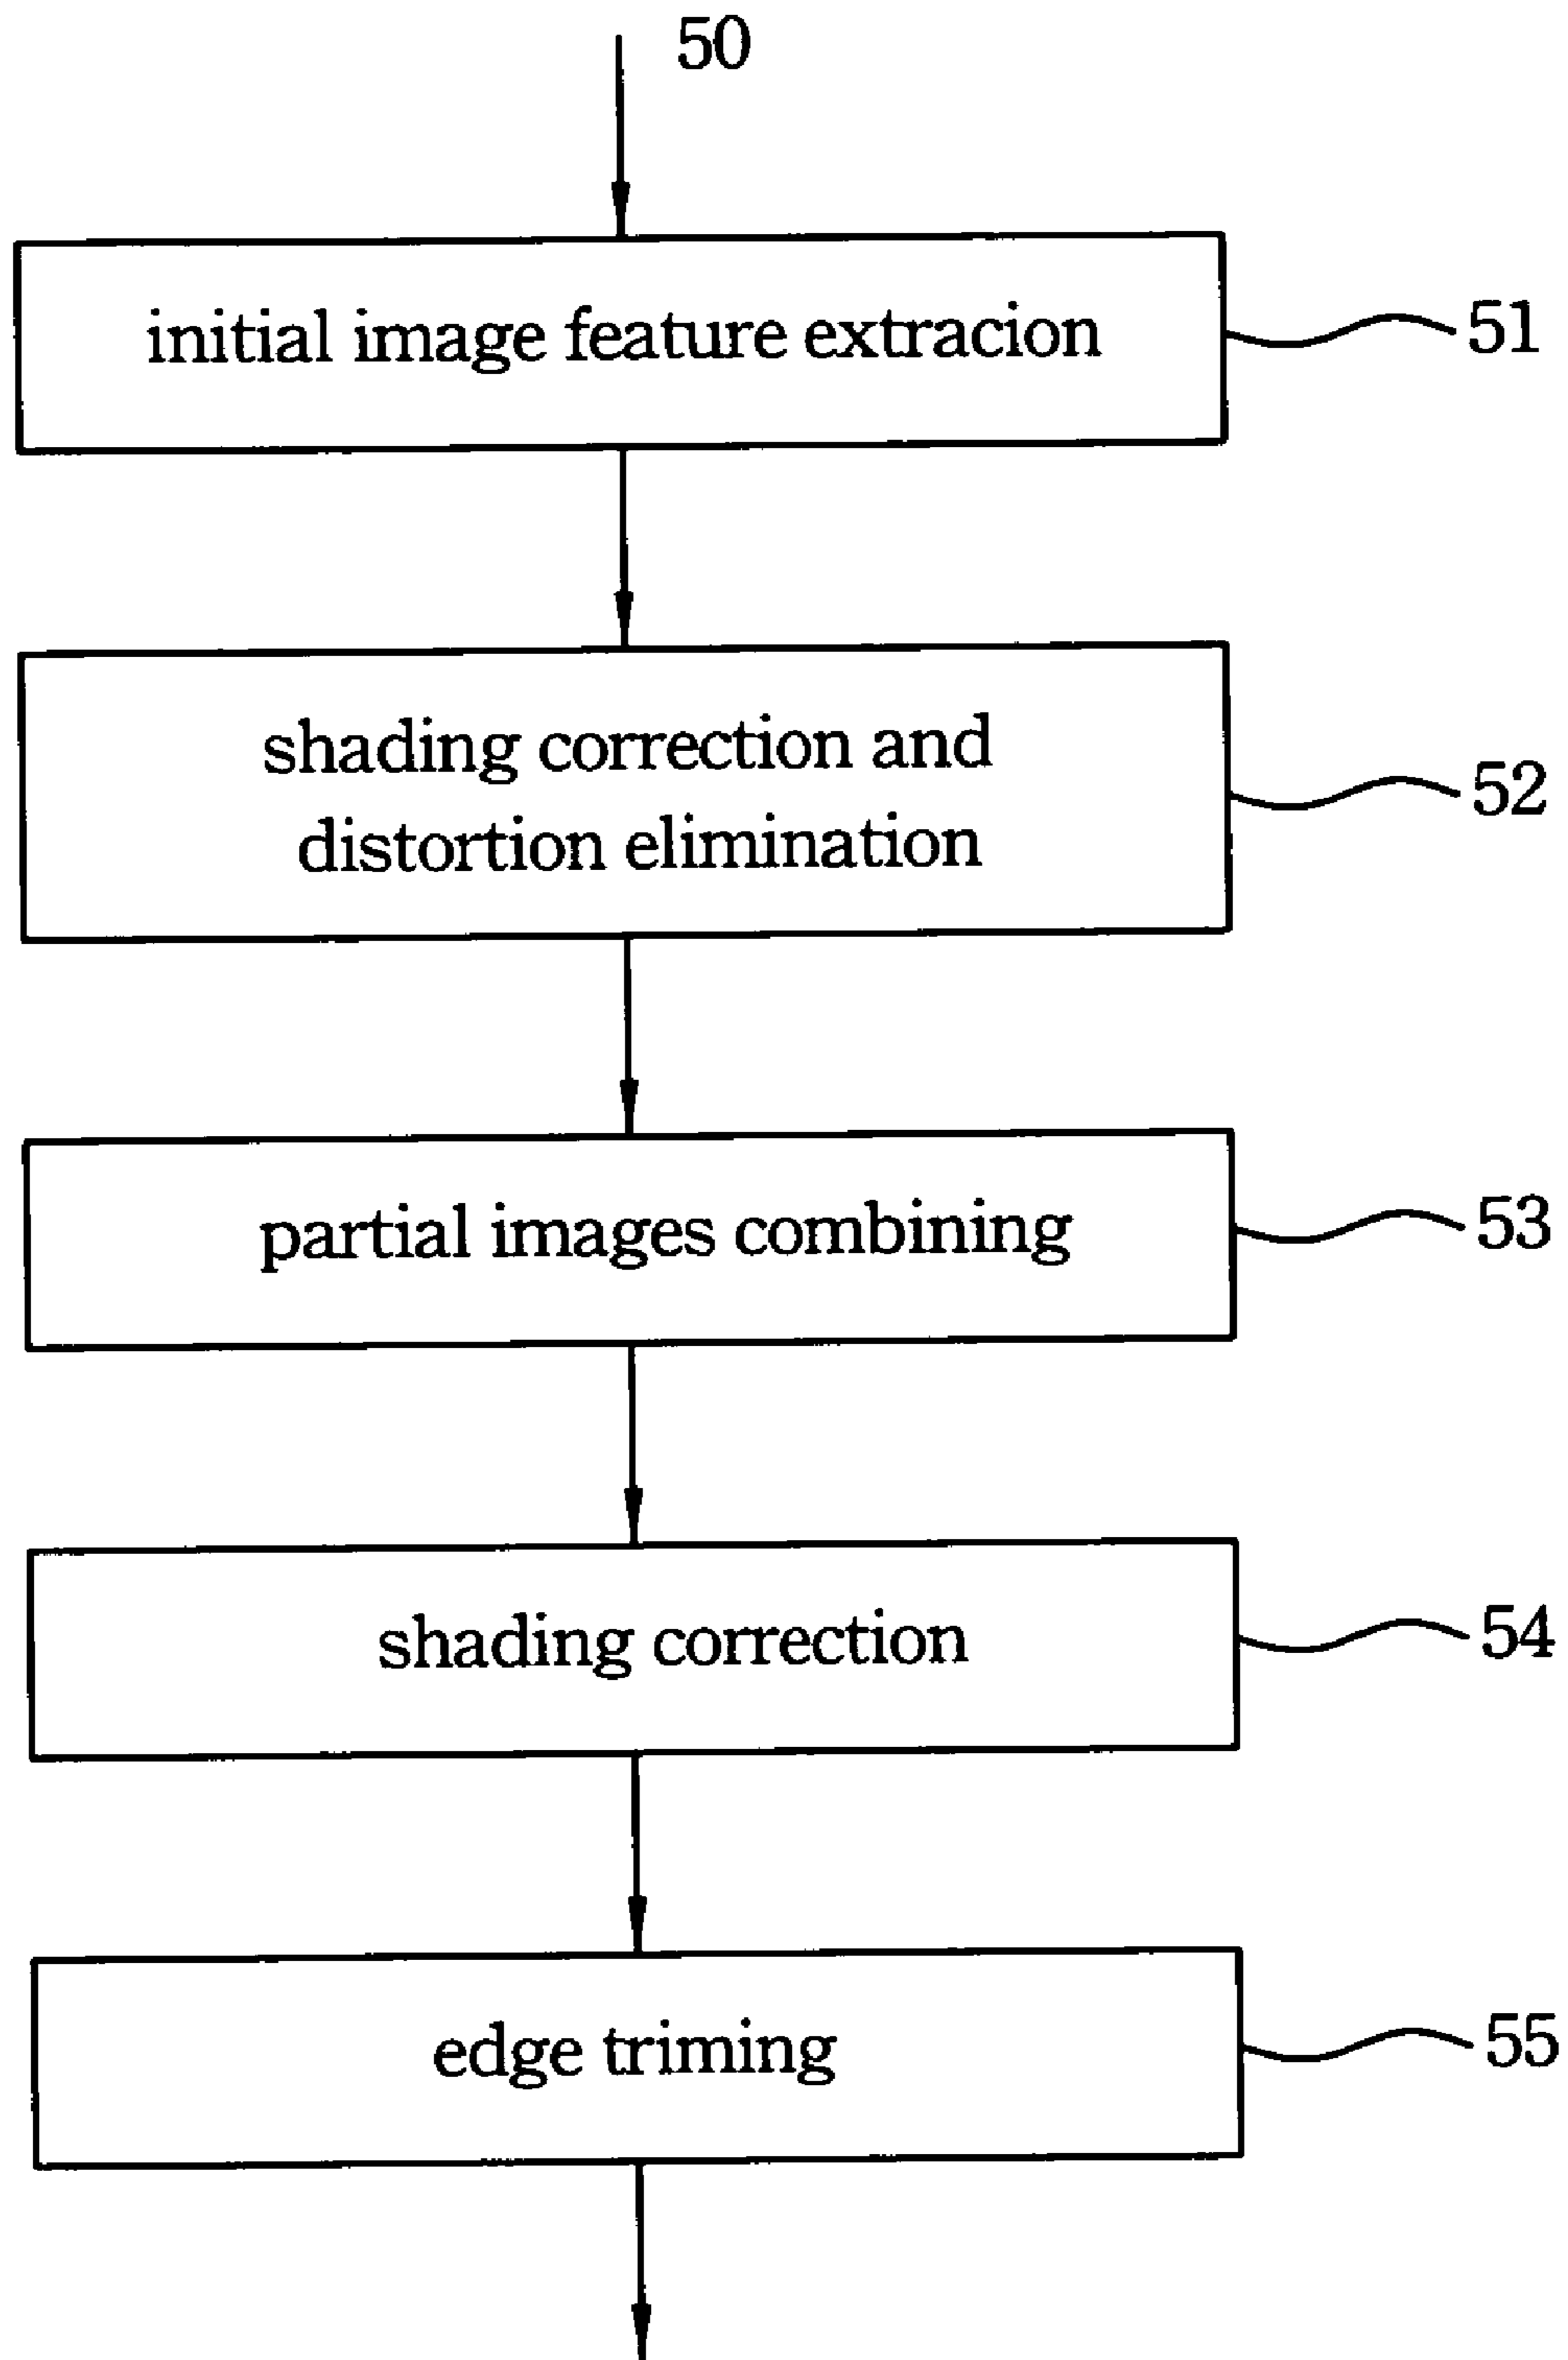 50
initial image feature extracion
51
shading correction and
distortion elimination
52
partial images combining
53
shading correction
54
edge triming
55